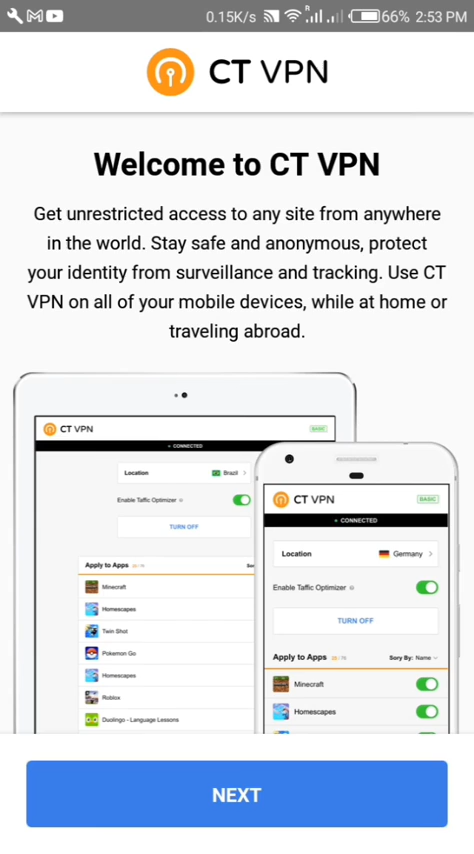 0.15K/s R 66% 2:53 PM
CT VPN
Welcome to CT VPN
Get unrestricted access to any site from anywhere
in the world. Stay safe and anonymous, protect
your identity from surveillance and tracking. Use CT
VPN on all of your mobile devices, while at home or
traveling abroad.
CT VPN BASIC
CONNECTED
Location Brazil
Enable Taffic Optimizer
TURN OFF
Apply to Apps
Minecraft
Homescapes
Twin Shot
Pokemon Go
Homescapes
Roblox
Duolingo - Language Lessons
CT VPN BASIC
CONNECTED
Location Germany
Enable Taffic Optimizer
TURN OFF
Apply to Apps Sory By: Name
Minecraft
Homescapes
NEXT